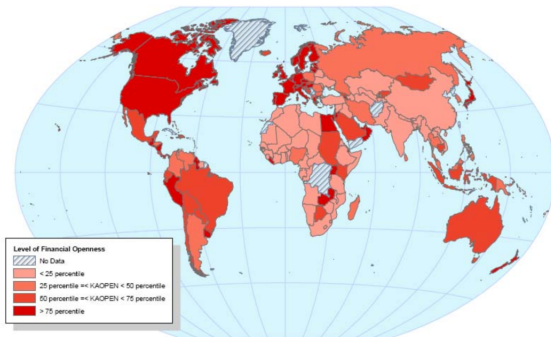 Level of Financial Openness
No Data
< 25 percentile
25 percentile =< KAOPEN < 50 percentile
50 percentile =< KAOPEN < 75 percentile
> 75 percentile